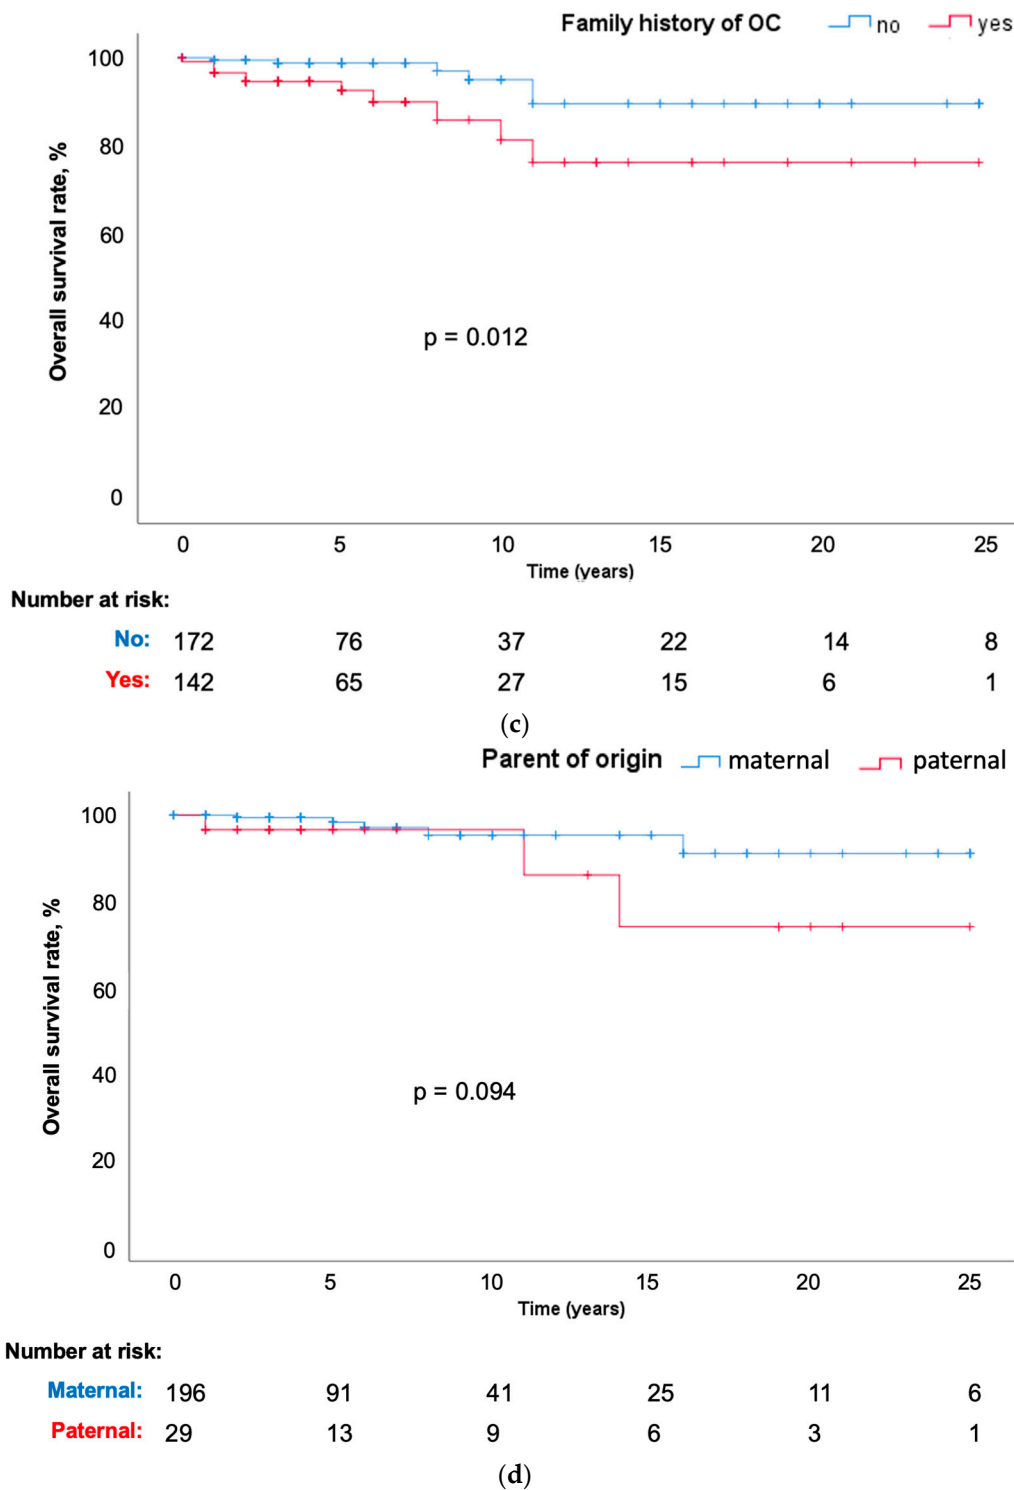 Family history of OC no yes
100
80
60
40
20
0
Overall survival rate, %
p = 0.012
0 5 10 15 20 25
Time (years)
Number at risk:
No: 172 76 37 22 14 8
Yes: 142 65 27 15 6 1
(c)
Parent of origin maternal paternal
100
80
60
40
20
0
Overall survival rate, %
p = 0.094
0 5 10 15 20 25
Time (years)
Number at risk:
Maternal: 196 91 41 25 11 6
Paternal: 29 13 9 6 3 1
(d)